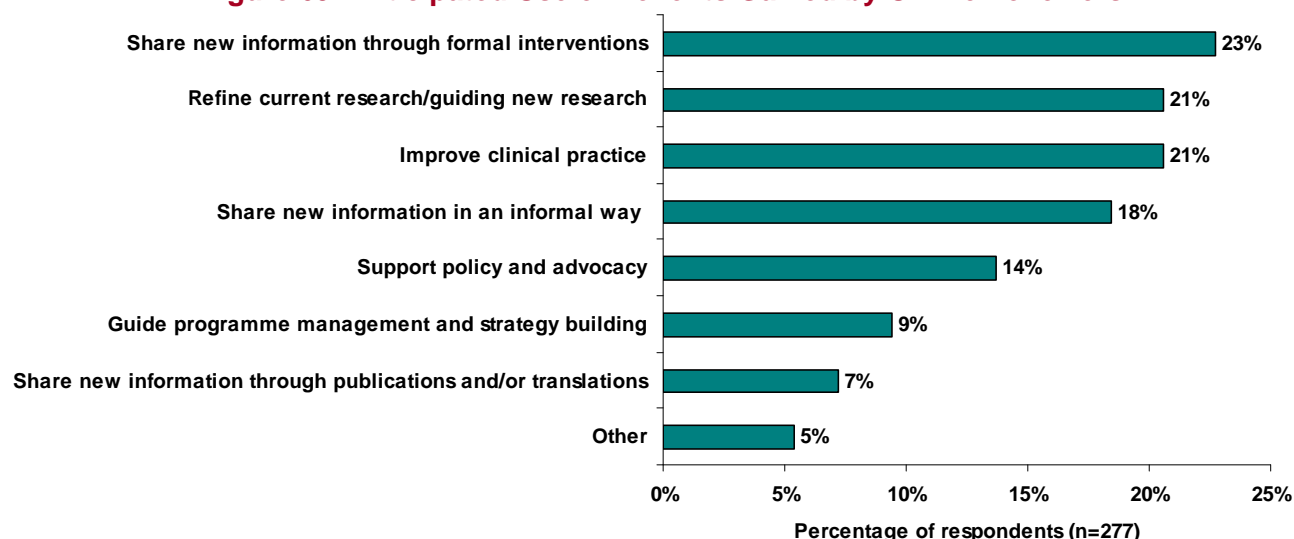 Share new information through formal interventions 23%
Refine current research/guiding new research 21%
Improve clinical practice 21%
Share new information in an informal way 18%
Support policy and advocacy 14%
Guide programme management and strategy building 9%
Share new information through publications and/or translations 7%
Other 5%
0% 5% 10% 15% 20% 25%
Percentage of respondents (n=277)